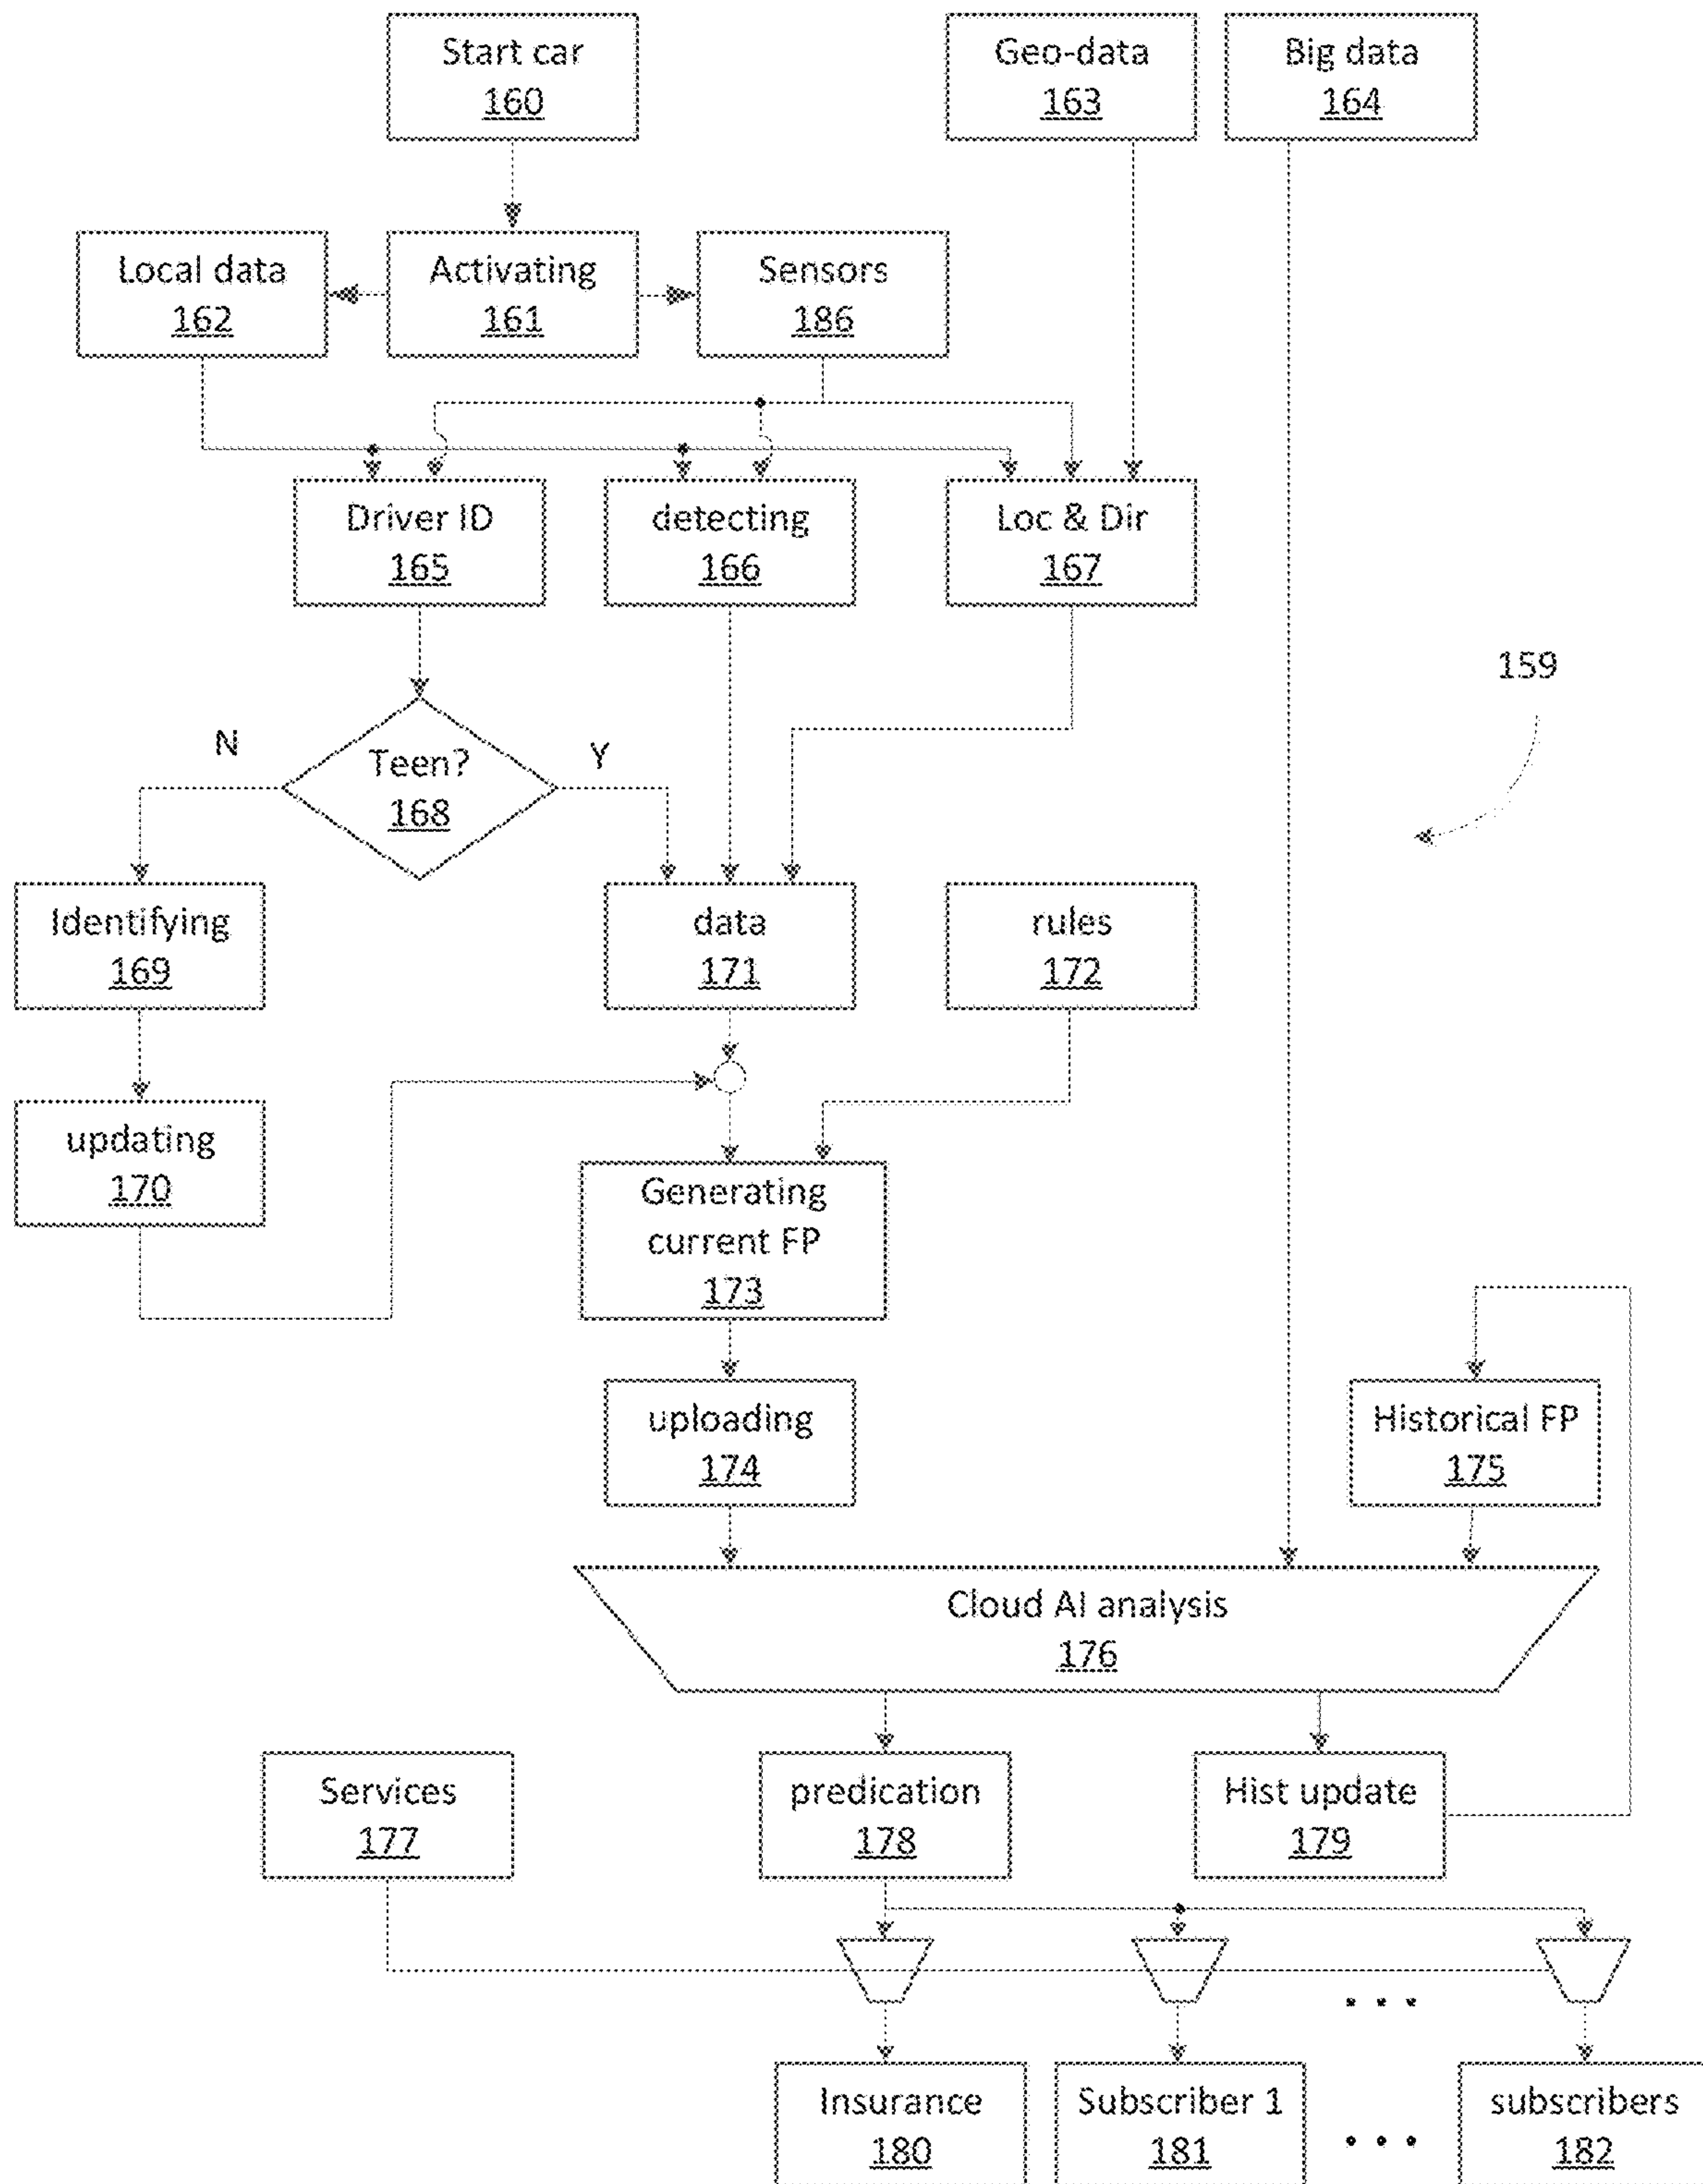 Start car
160
Geo-data
163
Big data
164
Local data
162
Activating
161
Sensors
186
Driver ID
165
detecting
166
Loc & Dir
167
159
N
Teen?
168
Y
Identifying
169
data
171
rules
172
updating
170
Generating
current FP
173
uploading
174
Historical FP
175
Cloud AI analysis
176
Services
177
predication
178
Hist update
179
. . .
Insurance
180
Subscriber 1
181
. . .
subscribers
182